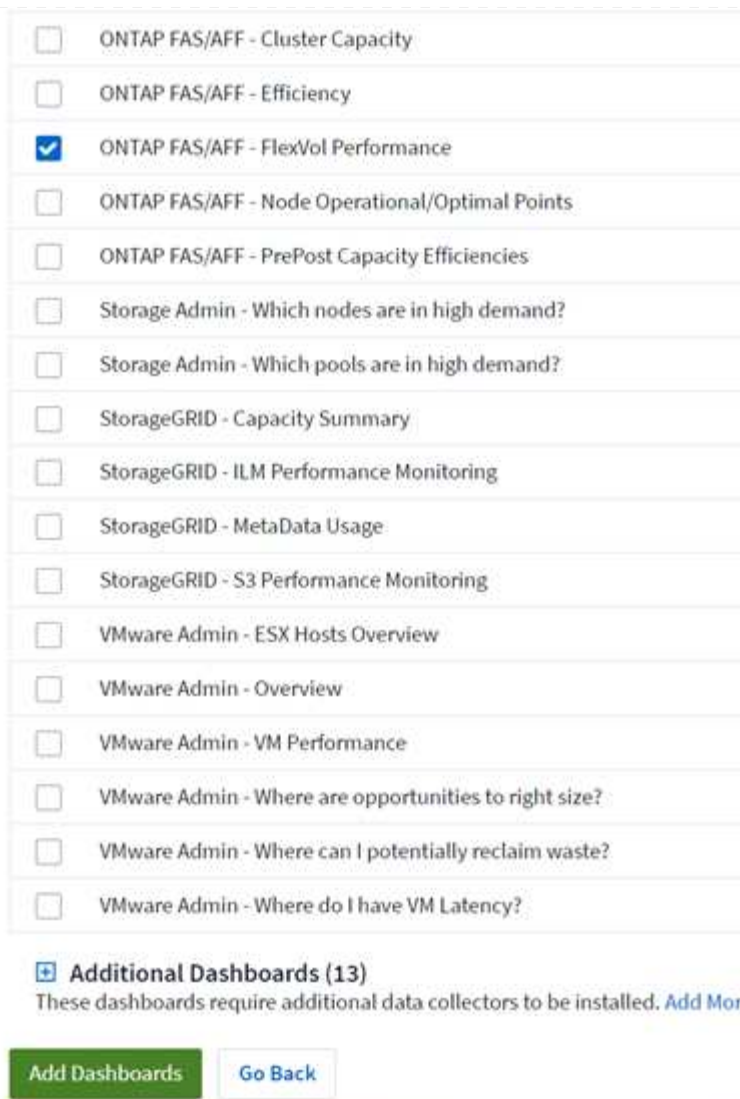 ONTAP FAS/AFF - Cluster Capacity
ONTAP FAS/AFF - Efficiency
ONTAP FAS/AFF - FlexVol Performance
ONTAP FAS/AFF - Node Operational/Optimal Points
ONTAP FAS/AFF - PrePost Capacity Efficiencies
Storage Admin - Which nodes are in high demand?
Storage Admin - Which pools are in high demand?
StorageGRID - Capacity Summary
StorageGRID - ILM Performance Monitoring
StorageGRID - MetaData Usage
StorageGRID - S3 Performance Monitoring
VMware Admin - ESX Hosts Overview
VMware Admin - Overview
VMware Admin - VM Performance
VMware Admin - Where are opportunities to right size?
VMware Admin - Where can I potentially reclaim waste?
VMware Admin - Where do I have VM Latency?
Additional Dashboards (13)
These dashboards require additional data collectors to be installed. Add Mor
Add Dashboards Go Back